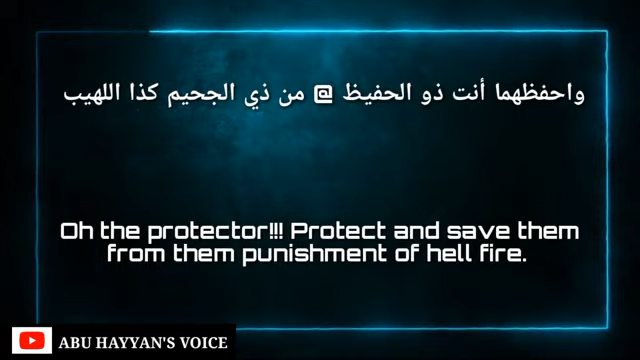 واحفظهما أنت ذو الحفيظ @ من ذي الجحيم كذا اللهيب
Oh the protector!!! Protect and save them
from them punishment of hell fire.
ABU HAYYAN'S VOICE